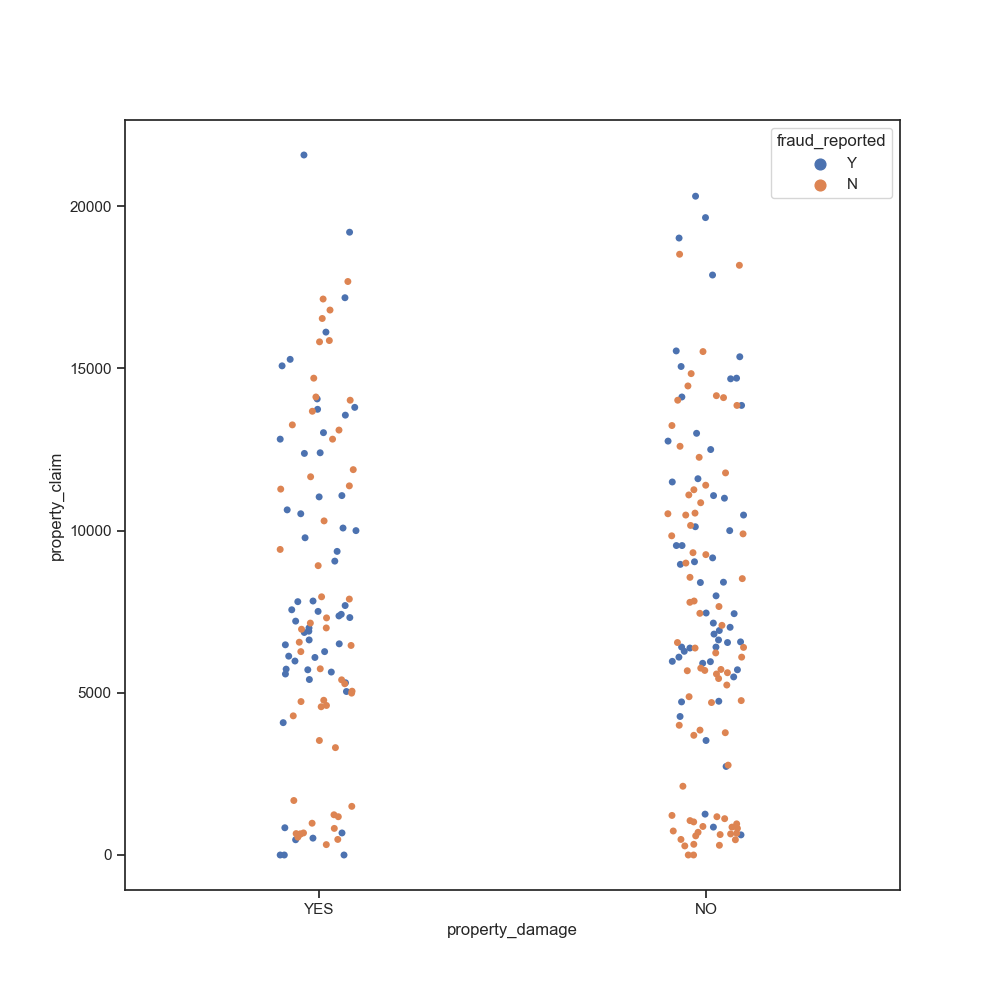 fraud_reported
Y
N
20000
15000
10000
5000
0
property_claim
YES NO
property_damage